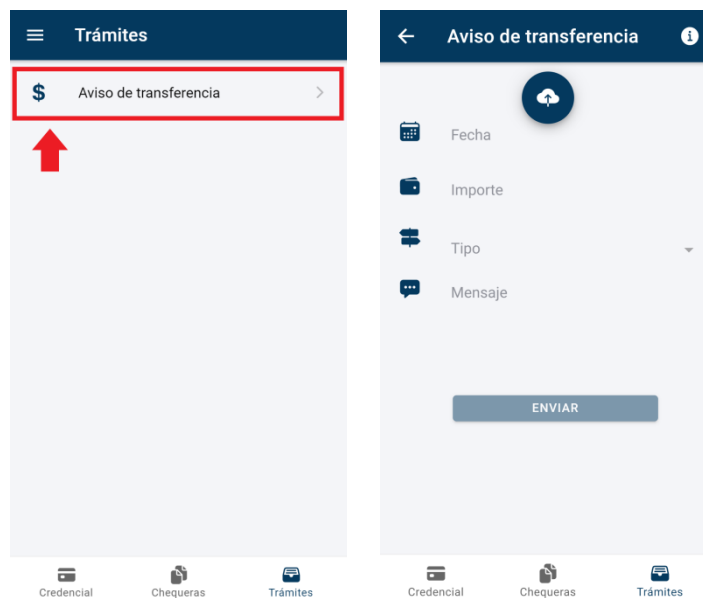 Trámites
$ Aviso de transferencia
Credencial Chequeras Trámites
Aviso de transferencia i
Fecha
Importe
Tipo
Mensaje
ENVIAR
Credencial Chequeras Trámites